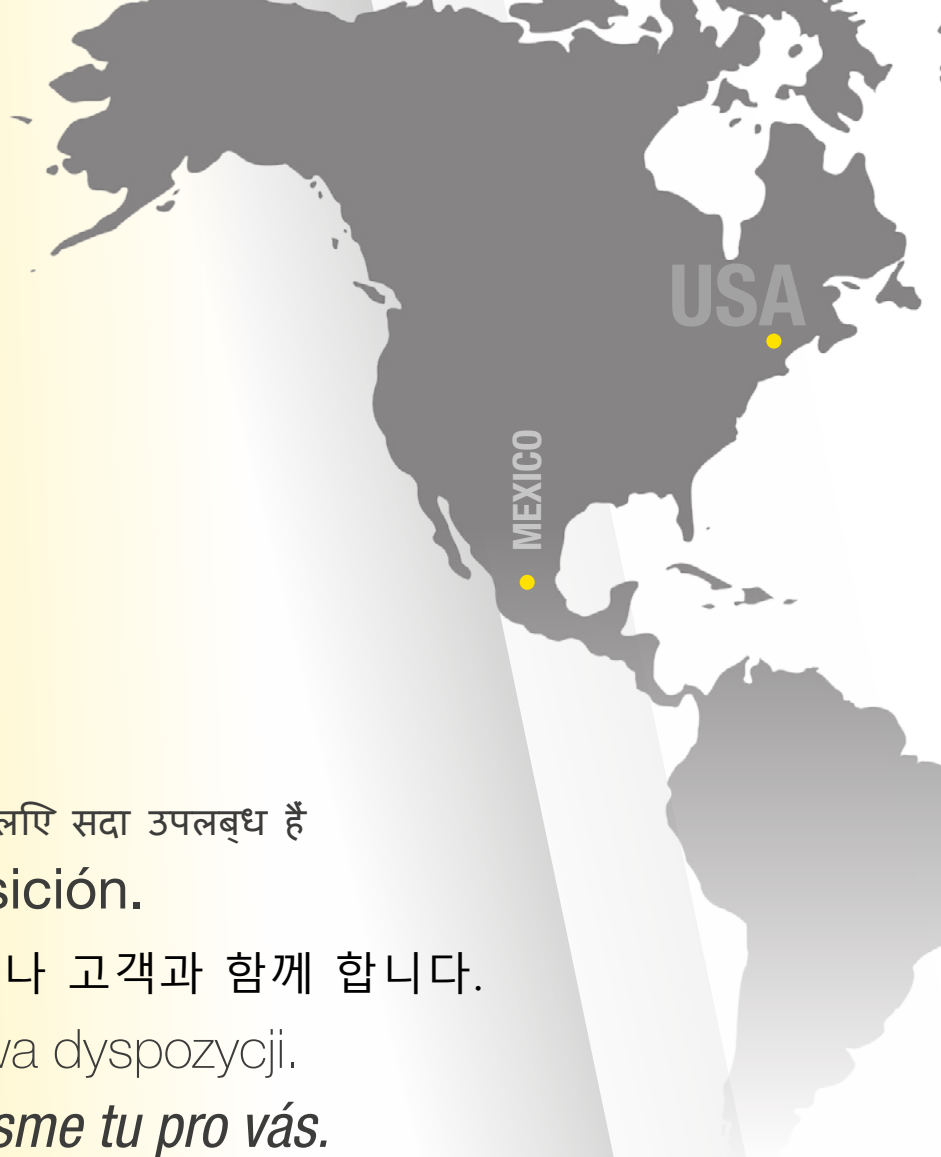 USA
MEXICO
लिए सदा उपलब्ध हैं
sición.
나 고객과 함께 합니다.
wa dyspozycji.
sme tu pro vás.